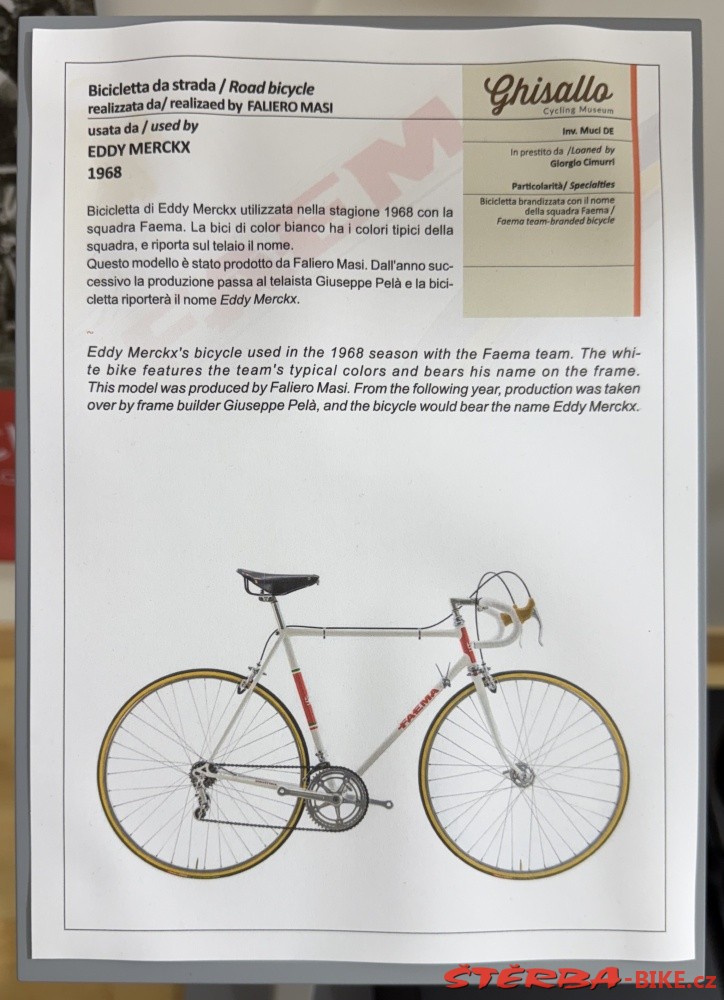 Bicicletta da strada / Road bicycle
realizzata da/ realizaed by FALIERO MASI
usata da / used by
EDDY MERCKX
1968
Ghisallo
Cycling Museum
Inv. Muci DE
In prestito da /Loaned by
Giorgio Cimurri
Particolarità/ Specialties
Bicicletta brandizzata con il nome
della squadra Faema /
Faema team-branded bicycle
Bicicletta di Eddy Merckx utilizzata nella stagione 1968 con la
squadra Faema. La bici di color bianco ha i colori tipici della
squadra, e riporta sul telaio il nome.
Questo modello è stato prodotto da Faliero Masi. Dall'anno suc-
cessivo la produzione passa al telaista Giuseppe Pelà e la bici-
cletta riporterà il nome Eddy Merckx.
~
Eddy Merckx's bicycle used in the 1968 season with the Faema team. The whi-
te bike features the team's typical colors and bears his name on the frame.
This model was produced by Faliero Masi. From the following year, production was taken
over by frame builder Giuseppe Pelà, and the bicycle would bear the name Eddy Merckx.
FAEMA
ŠTĚRBA-BIKE.cz